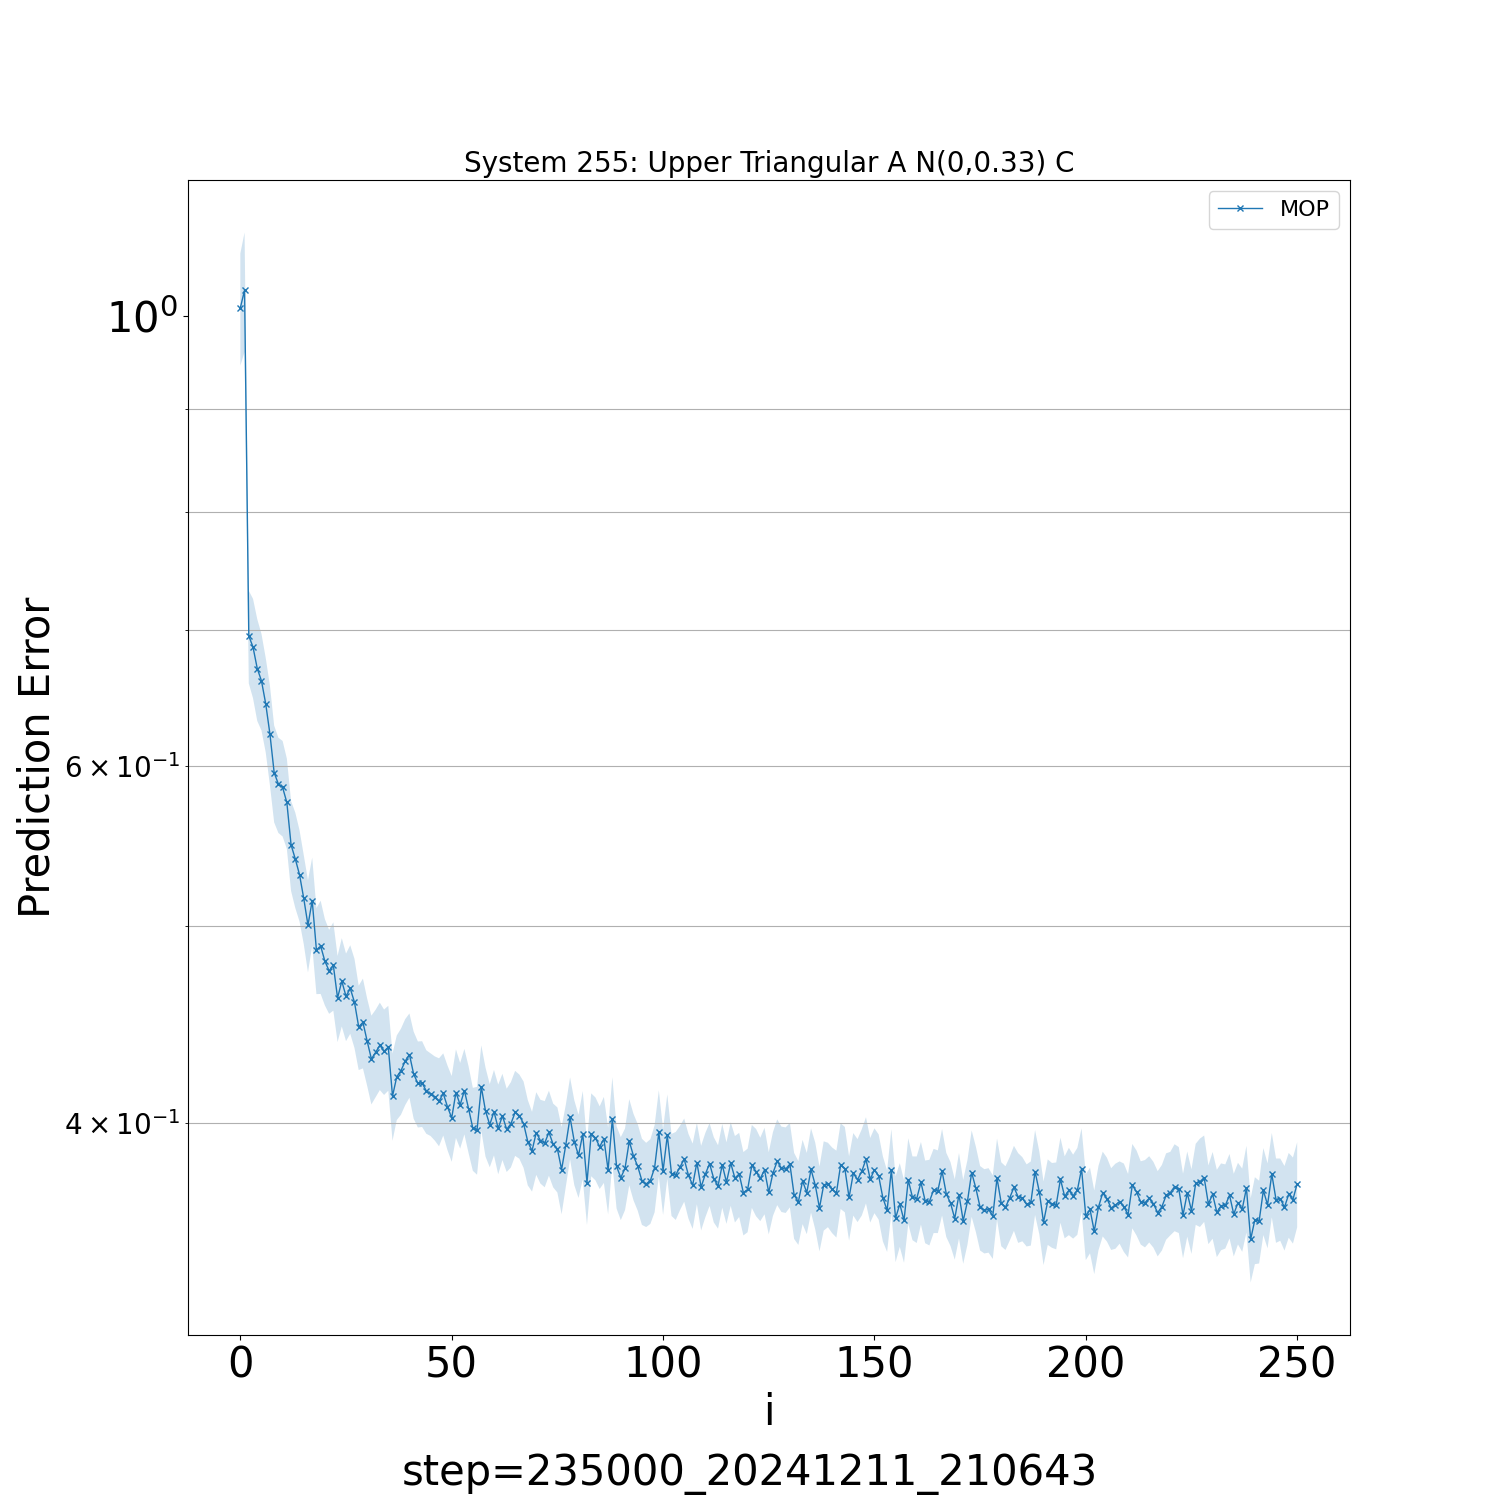 System 255: Upper Triangular A N(0,0.33) C
MOP
10⁰
6 × 10⁻¹
4 × 10⁻¹
Prediction Error
0 50 100 150 200 250
i
step=235000_20241211_210643